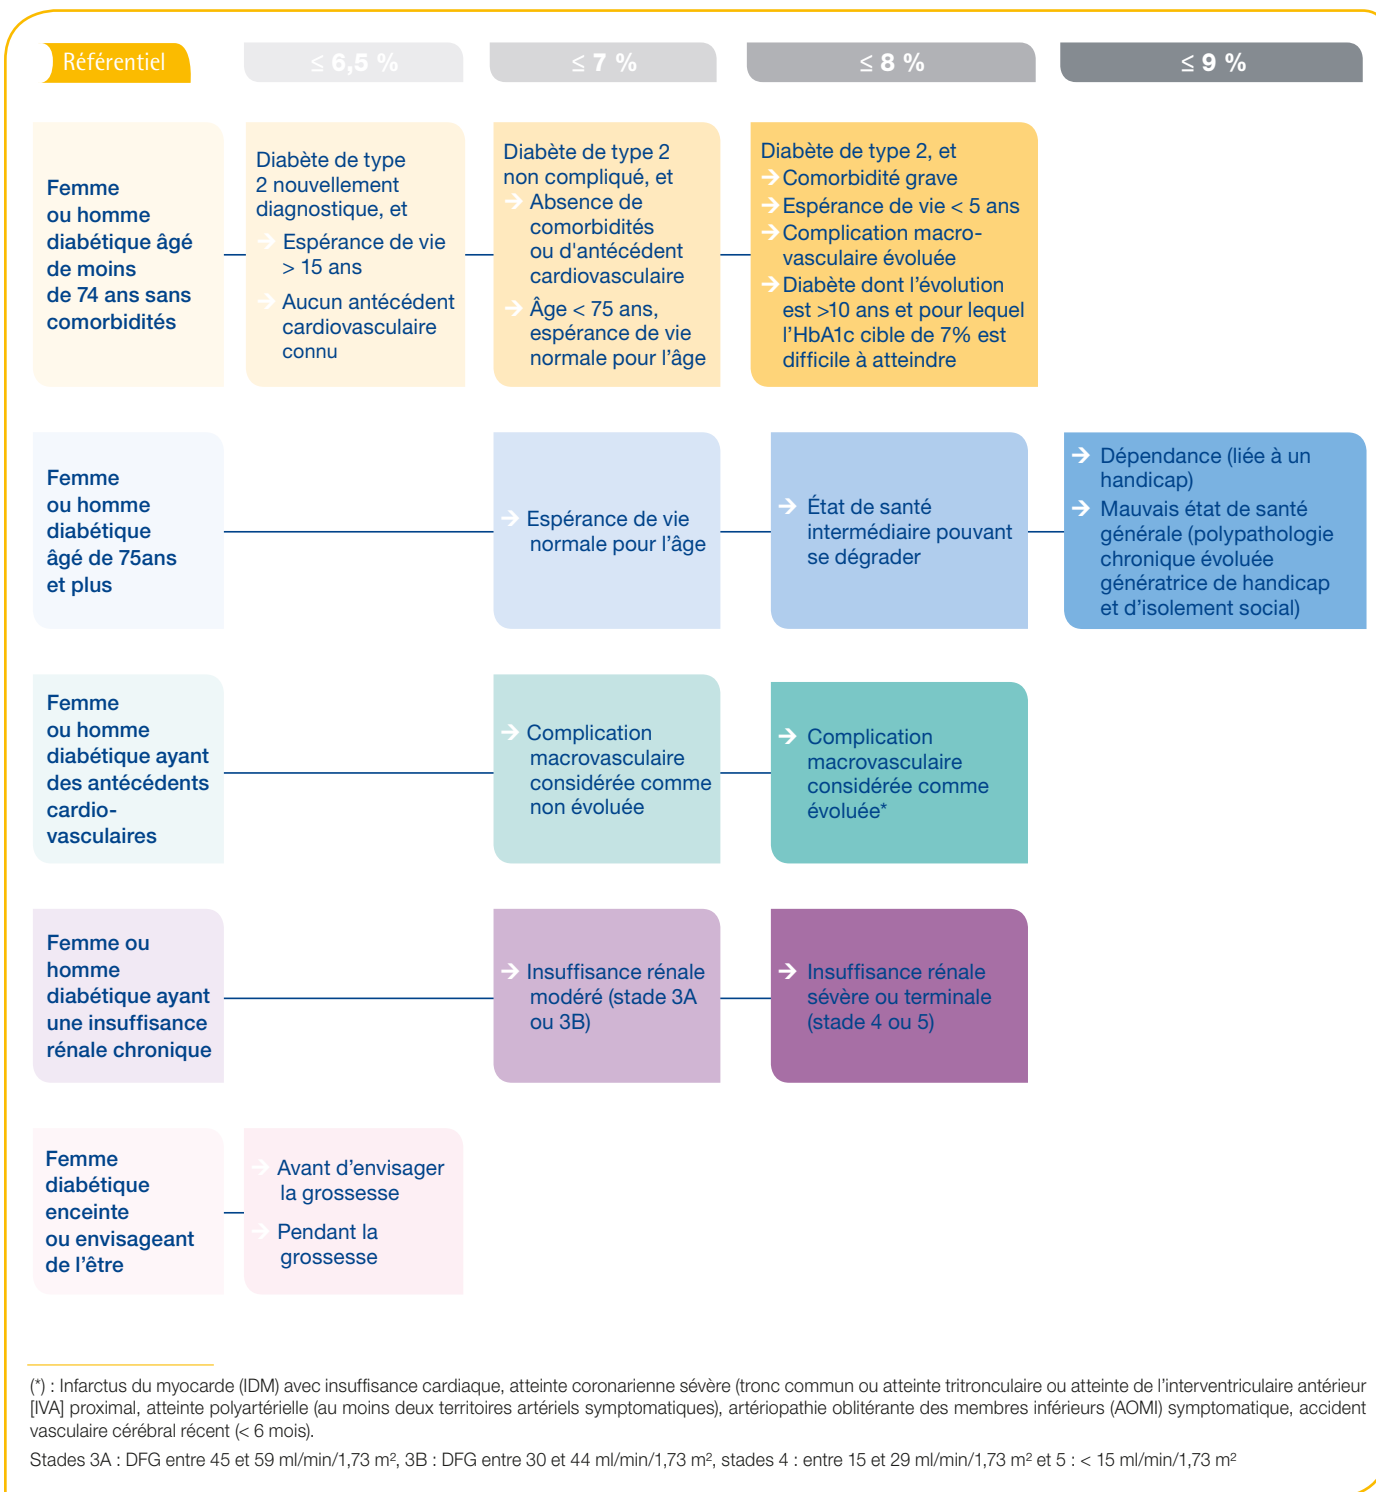 Référentiel
≤ 6,5 %
≤ 7 %
≤ 8 %
≤ 9 %
Femme
ou homme
diabétique âgé
de moins
de 74 ans sans
comorbidités
Diabète de type
2 nouvellement
diagnostique, et
→ Espérance de vie
> 15 ans
→ Aucun antécédent
cardiovasculaire
connu
Diabète de type 2
non compliqué, et
→ Absence de
comorbidités
ou d'antécédent
cardiovasculaire
→ Âge < 75 ans,
espérance de vie
normale pour l'âge
Diabète de type 2, et
→ Comorbidité grave
→ Espérance de vie < 5 ans
→ Complication macro-
vasculaire évoluée
→ Diabète dont l'évolution
est >10 ans et pour lequel
l'HbA1c cible de 7% est
difficile à atteindre
Femme
ou homme
diabétique
âgé de 75ans
et plus
→ Espérance de vie
normale pour l'âge
→ État de santé
intermédiaire pouvant
se dégrader
→ Dépendance (liée à un
handicap)
→ Mauvais état de santé
générale (polypathologie
chronique évoluée
génératrice de handicap
et d'isolement social)
Femme
ou homme
diabétique ayant
des antécédents
cardio-
vasculaires
→ Complication
macrovasculaire
considérée comme
non évoluée
→ Complication
macrovasculaire
considérée comme
évoluée*
Femme ou
homme
diabétique ayant
une insuffisance
rénale chronique
→ Insuffisance rénale
modéré (stade 3A
ou 3B)
→ Insuffisance rénale
sévère ou terminale
(stade 4 ou 5)
Femme
diabétique
enceinte
ou envisageant
de l'être
→ Avant d'envisager
la grossesse
→ Pendant la
grossesse
(*) : Infarctus du myocarde (IDM) avec insuffisance cardiaque, atteinte coronarienne sévère (tronc commun ou atteinte tritronculaire ou atteinte de l'interventriculaire antérieur
[IVA] proximal, atteinte polyartérielle (au moins deux territoires artériels symptomatiques), artériopathie oblitérante des membres inférieurs (AOMI) symptomatique, accident
vasculaire cérébral récent (< 6 mois).
Stades 3A : DFG entre 45 et 59 ml/min/1,73 m², 3B : DFG entre 30 et 44 ml/min/1,73 m², stades 4 : entre 15 et 29 ml/min/1,73 m² et 5 : < 15 ml/min/1,73 m²